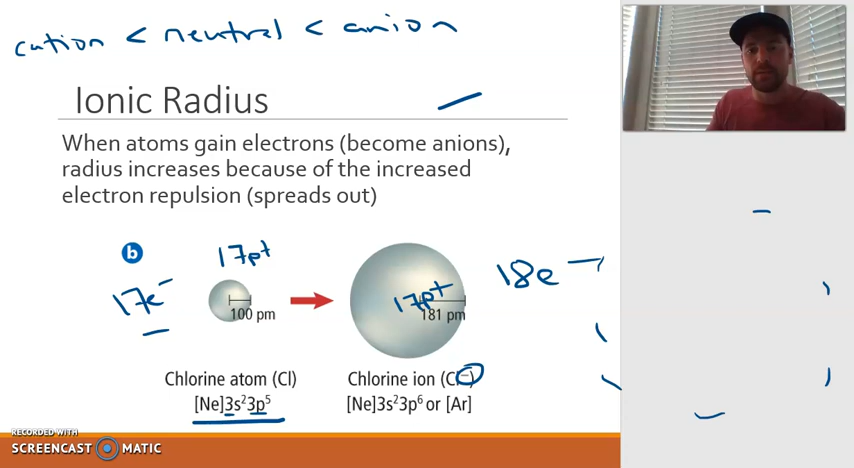 cation < neutral < anion
Ionic Radius
When atoms gain electrons (become anions),
radius increases because of the increased
electron repulsion (spreads out)
b
17p+
17e-
100 pm
17p+
181 pm
18e-
Chlorine atom (Cl)
[Ne]3s²3p⁵
Chlorine ion (Cl⁻)
[Ne]3s²3p⁶ or [Ar]
RECORDED WITH
SCREENCAST MATIC